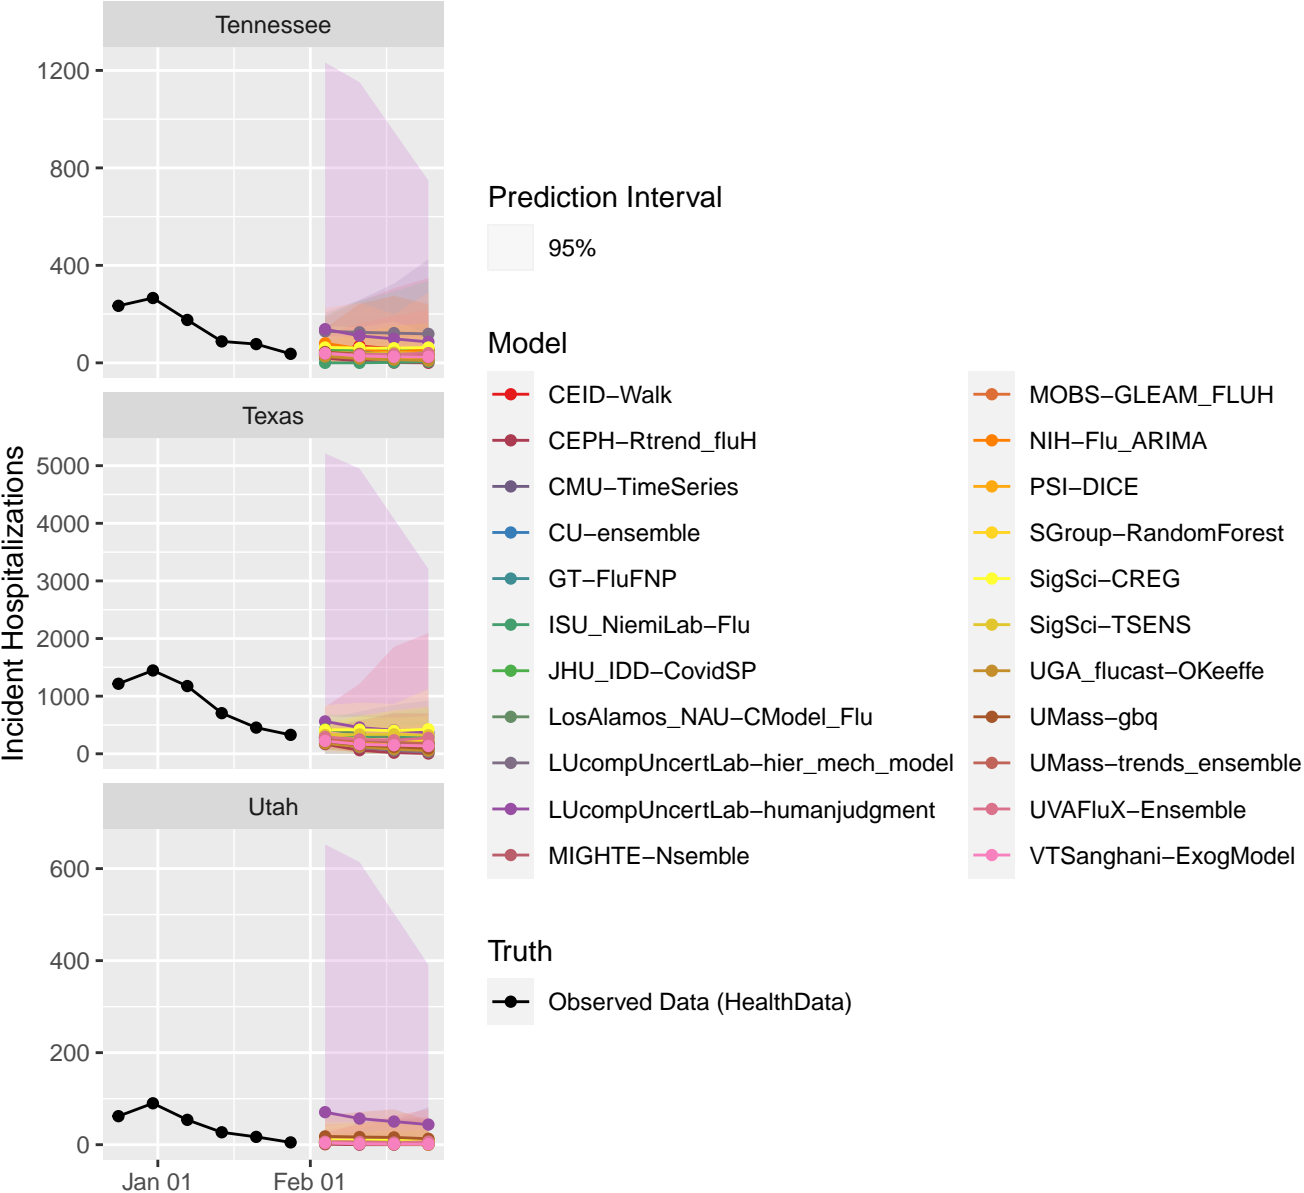 Tennessee
1200
800
400
0
Texas
5000
4000
3000
2000
1000
0
Utah
600
400
200
0
Jan 01
Feb 01
Incident Hospitalizations
Prediction Interval
95%
Model
CEID−Walk
CEPH−Rtrend_fluH
CMU−TimeSeries
CU−ensemble
GT−FluFNP
ISU_NiemiLab−Flu
JHU_IDD−CovidSP
LosAlamos_NAU−CModel_Flu
LUcompUncertLab−hier_mech_model
LUcompUncertLab−humanjudgment
MIGHTE−Nsemble
MOBS−GLEAM_FLUH
NIH−Flu_ARIMA
PSI−DICE
SGroup−RandomForest
SigSci−CREG
SigSci−TSENS
UGA_flucast−OKeeffe
UMass−gbq
UMass−trends_ensemble
UVAFluX−Ensemble
VTSanghani−ExogModel
Truth
Observed Data (HealthData)